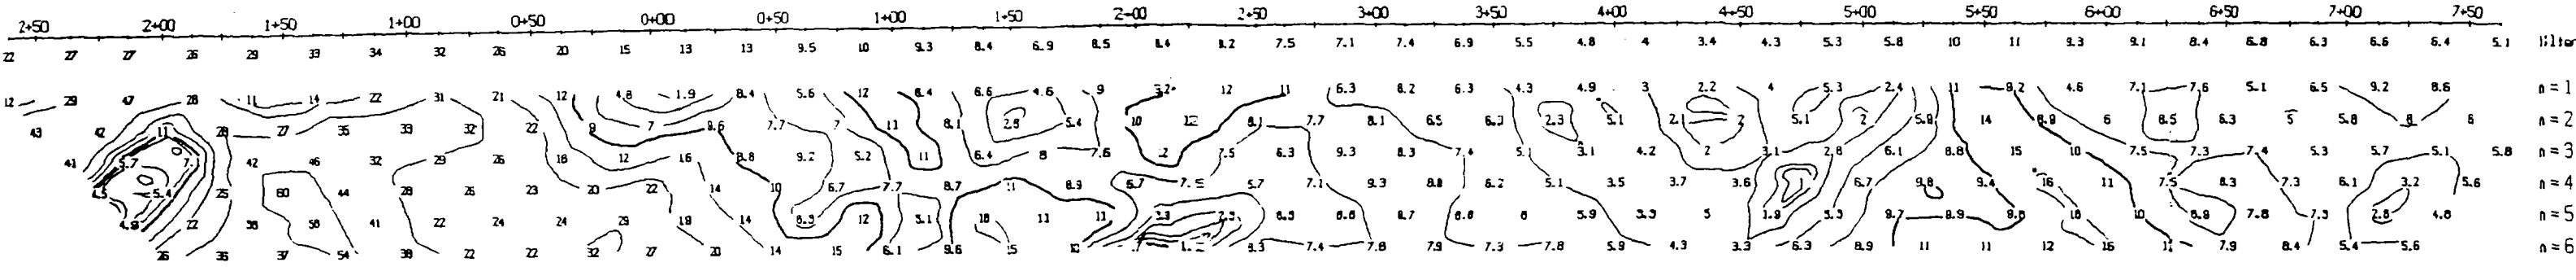 2+50 2+00 1+50 1+00 0+50 0+00 0+50 1+00 1+50 2+00 2+50 3+00 3+50 4+00 4+50 5+00 5+50 6+00 6+50 7+00 7+50
22 27 27 26 29 33 34 32 26 20 15 13 13 9.5 10 9.3 8.4 6.9 8.5 8.4 8.2 7.5 7.1 7.4 6.9 5.5 4.8 4 3.4 4.3 5.3 5.8 10 11 9.3 9.1 8.4 6.8 6.3 6.6 6.4 5.1 filter
12 29 47 28 11 14 22 31 21 12 4.8 1.9 8.4 5.6 12 8.4 6.6 4.6 9 12 11 6.3 8.2 6.3 4.3 4.9 3 2.2 4 5.3 2.4 11 9.2 4.6 7.1 7.6 5.1 6.5 9.2 8.6 n = 1
43 42 11 28 27 35 33 32 22 9 7 9.6 7.7 7 11 8.1 2.8 5.4 10 12 8.1 7.7 8.1 6.5 6.3 2.3 5.1 2.1 2 5.1 2 5.9 14 8.9 6 8.5 6.3 5 5.8 8 6 n = 2
41 5.7 7.1 42 46 32 29 26 18 12 16 8.8 9.2 5.2 11 6.4 8 7.6 12 7.5 6.3 9.3 8.3 7.4 5.1 3.1 4.2 2 3.1 2.8 6.1 8.8 15 10 7.5 7.3 7.4 5.3 5.7 5.1 5.8 n = 3
4.5 5.4 25 60 44 28 26 23 20 22 14 10 6.7 7.7 8.7 11 8.9 6.7 5.7 7.1 9.3 8.8 6.2 5.1 3.5 3.7 3.6 6.7 9.8 9.4 16 11 7.5 8.3 7.3 6.1 3.2 5.6 n = 4
4.9 22 38 58 41 22 24 24 29 19 14 6.3 12 5.1 18 13 11 3.9 2.9 8.7 6.8 6 5.9 3.9 5 1.9 5.3 9.7 8.9 9.8 18 10 8.9 7.8 7.3 2.8 4.8 n = 5
26 36 37 54 38 22 22 32 27 20 14 15 6.1 9.6 15 9.3 7.4 7.8 7.9 7.3 7.8 5.9 4.3 3.3 6.3 8.9 11 11 12 16 7.9 8.4 5.4 5.6 n = 6